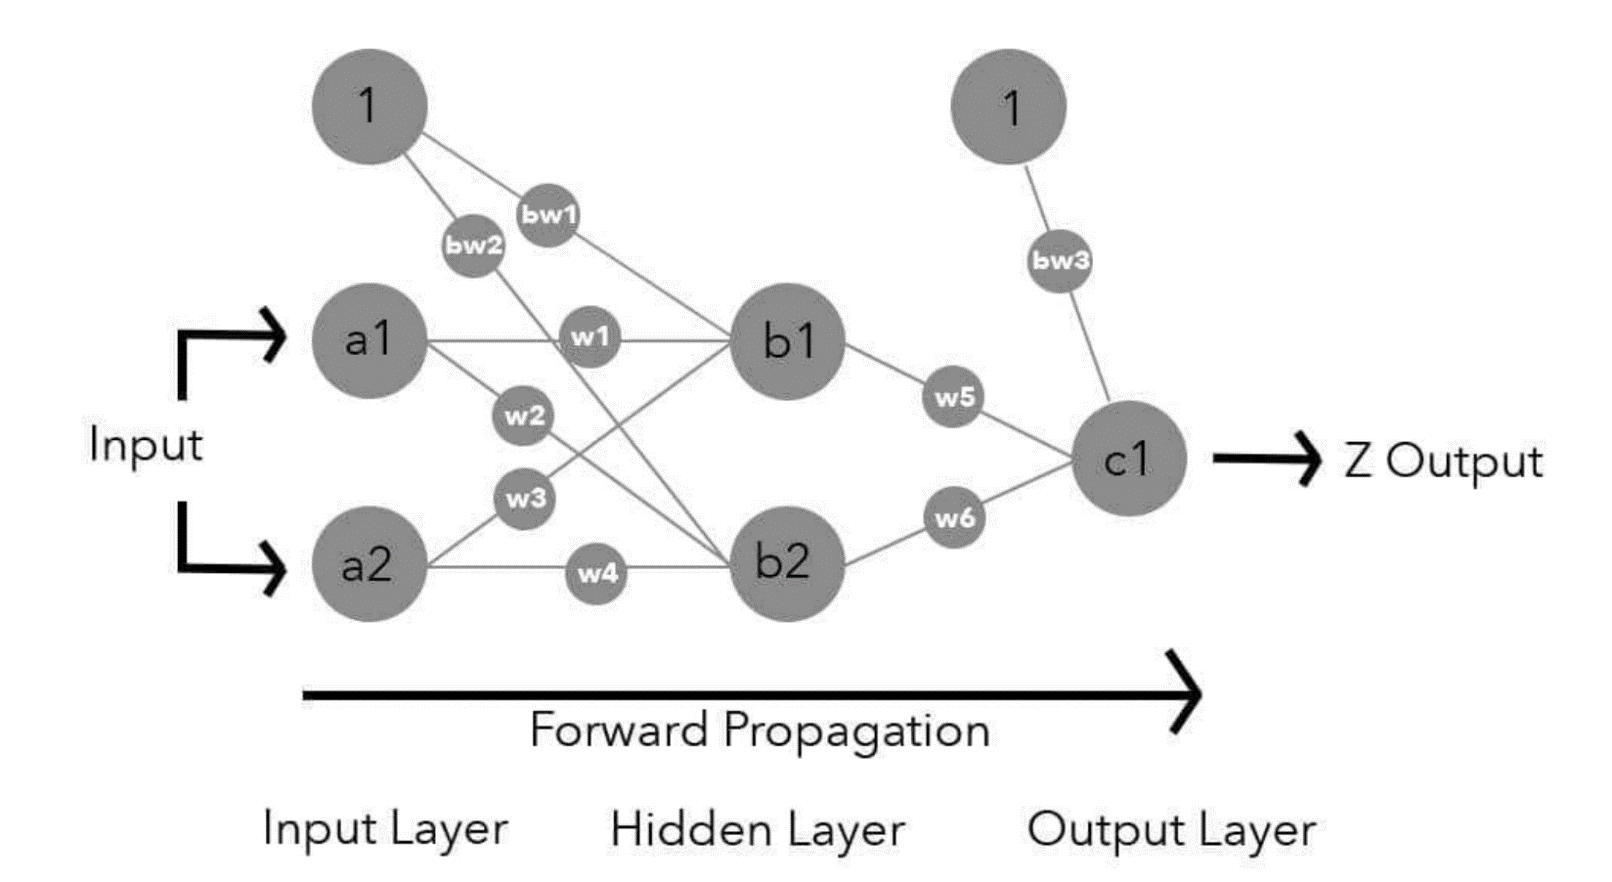 1
1
bw1
bw2
bw3
a1
w1
b1
w5
w2
Input
c1
Z Output
w3
w6
a2
w4
b2
Forward Propagation
Input Layer
Hidden Layer
Output Layer